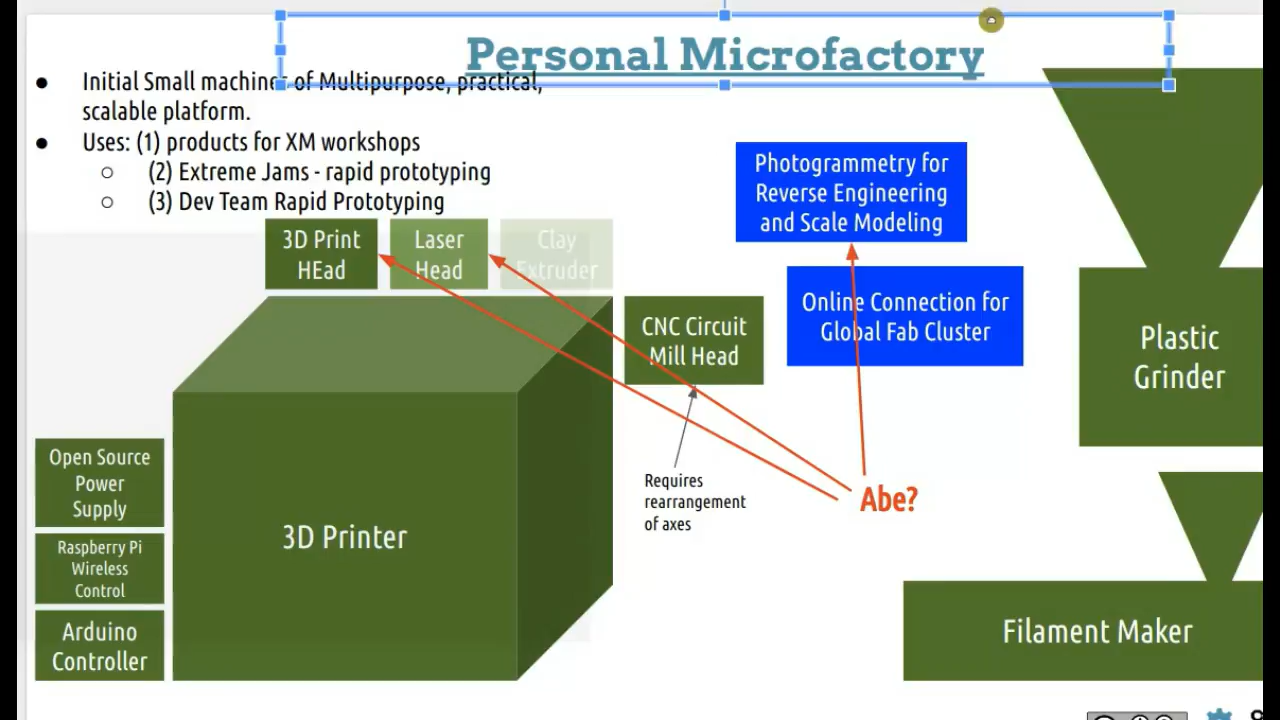 Personal Microfactory
● Initial Small machines of Multipurpose, practical,
scalable platform.
● Uses: (1) products for XM workshops
○ (2) Extreme Jams - rapid prototyping
○ (3) Dev Team Rapid Prototyping
3D Print
HEad
Laser
Head
Clay
Extruder
CNC Circuit
Mill Head
Photogrammetry for
Reverse Engineering
and Scale Modeling
Online Connection for
Global Fab Cluster
Plastic
Grinder
Open Source
Power
Supply
Raspberry Pi
Wireless
Control
Arduino
Controller
3D Printer
Requires
rearrangement
of axes
Abe?
Filament Maker